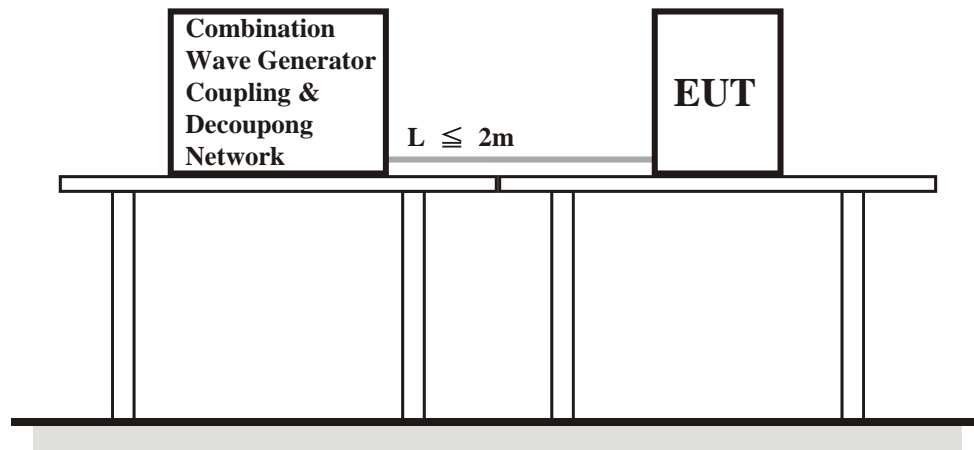 Combination
Wave Generator
Coupling &
Decoupong
Network
EUT
L ≦ 2m